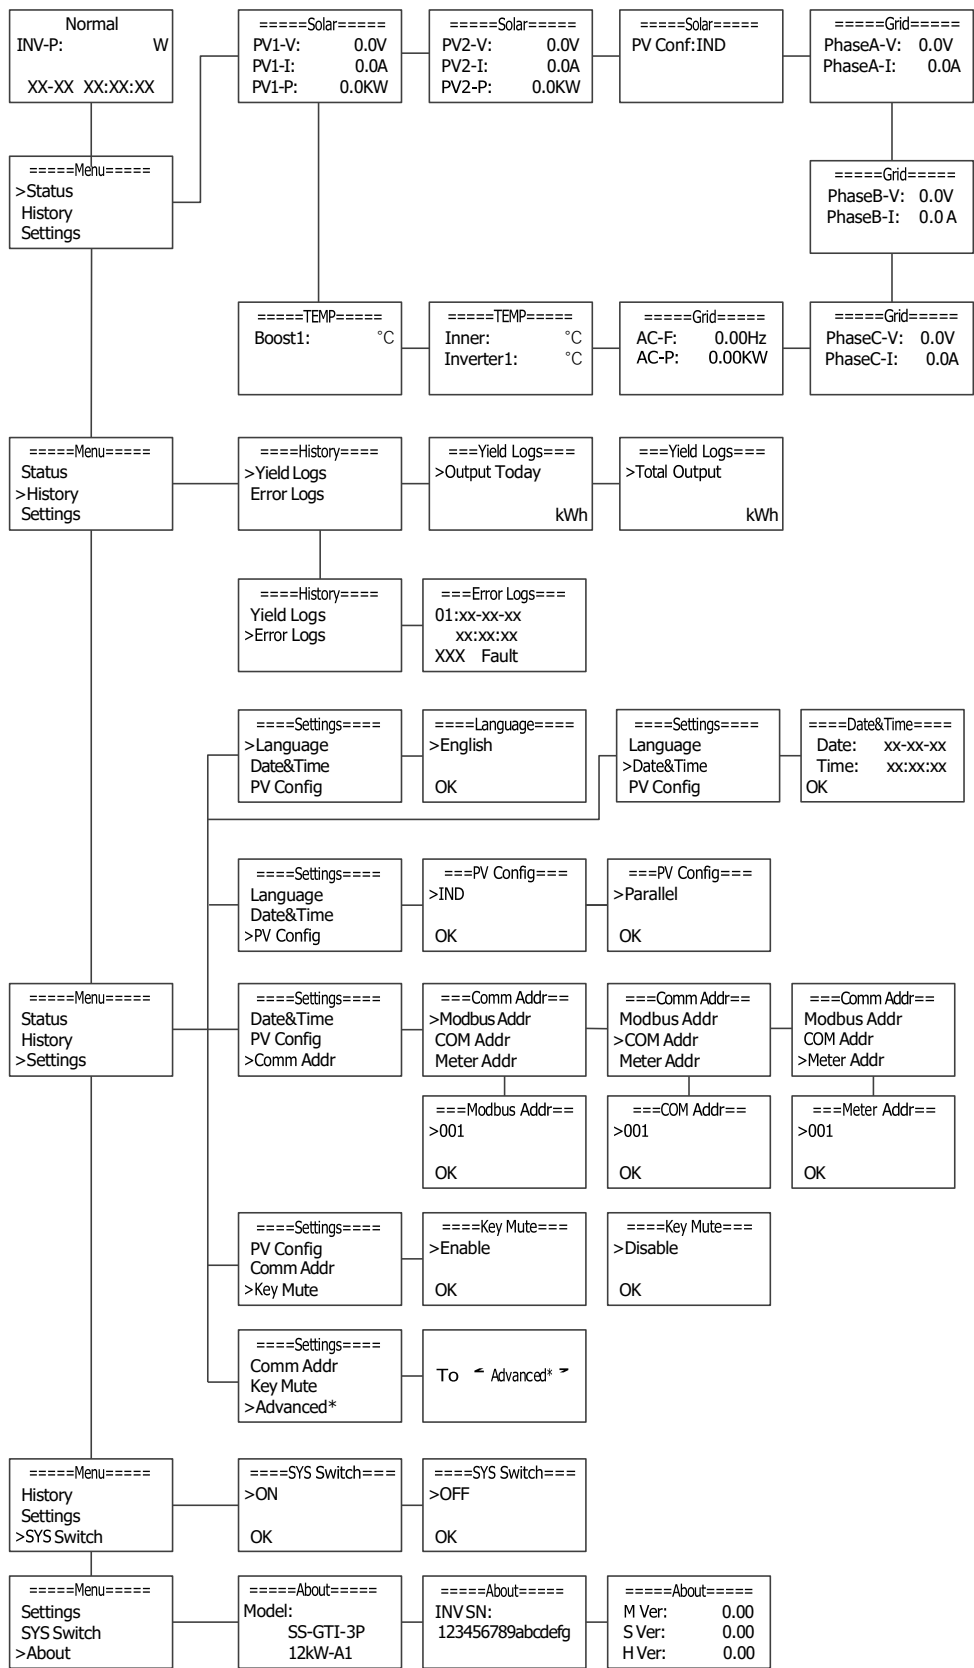 Normal
INV-P: W
XX-XX XX:XX:XX
=====Solar=====
PV1-V: 0.0V
PV1-I: 0.0A
PV1-P: 0.0KW
=====Solar=====
PV2-V: 0.0V
PV2-I: 0.0A
PV2-P: 0.0KW
=====Solar=====
PV Conf:IND
=====Grid=====
PhaseA-V: 0.0V
PhaseA-I: 0.0A
=====Menu=====
>Status
History
Settings
=====Grid=====
PhaseB-V: 0.0V
PhaseB-I: 0.0 A
=====TEMP=====
Boost1: °C
=====TEMP=====
Inner: °C
Inverter1: °C
=====Grid=====
AC-F: 0.00Hz
AC-P: 0.00KW
=====Grid=====
PhaseC-V: 0.0V
PhaseC-I: 0.0A
=====Menu=====
Status
>History
Settings
====History====
>Yield Logs
Error Logs
===Yield Logs===
>Output Today
kWh
===Yield Logs===
>Total Output
kWh
====History====
Yield Logs
>Error Logs
===Error Logs===
01:xx-xx-xx
xx:xx:xx
XXX Fault
====Settings====
>Language
Date&Time
PV Config
====Language====
>English
OK
====Settings====
Language
>Date&Time
PV Config
====Date&Time====
Date: xx-xx-xx
Time: xx:xx:xx
OK
====Settings====
Language
Date&Time
>PV Config
===PV Config===
>IND
OK
===PV Config===
>Parallel
OK
=====Menu=====
Status
History
>Settings
====Settings====
Date&Time
PV Config
>Comm Addr
===Comm Addr==
>Modbus Addr
COM Addr
Meter Addr
===Comm Addr==
Modbus Addr
>COM Addr
Meter Addr
===Comm Addr==
Modbus Addr
COM Addr
>Meter Addr
===Modbus Addr==
>001
OK
===COM Addr==
>001
OK
===Meter Addr==
>001
OK
====Settings====
PV Config
Comm Addr
>Key Mute
====Key Mute===
>Enable
OK
====Key Mute===
>Disable
OK
====Settings====
Comm Addr
Key Mute
>Advanced*
To “ Advanced* ”
=====Menu=====
History
Settings
>SYS Switch
====SYS Switch===
>ON
OK
====SYS Switch===
>OFF
OK
=====Menu=====
Settings
SYS Switch
>About
=====About=====
Model:
SS-GTI-3P
12kW-A1
=====About=====
INV SN:
123456789abcdefg
=====About=====
M Ver: 0.00
S Ver: 0.00
H Ver: 0.00